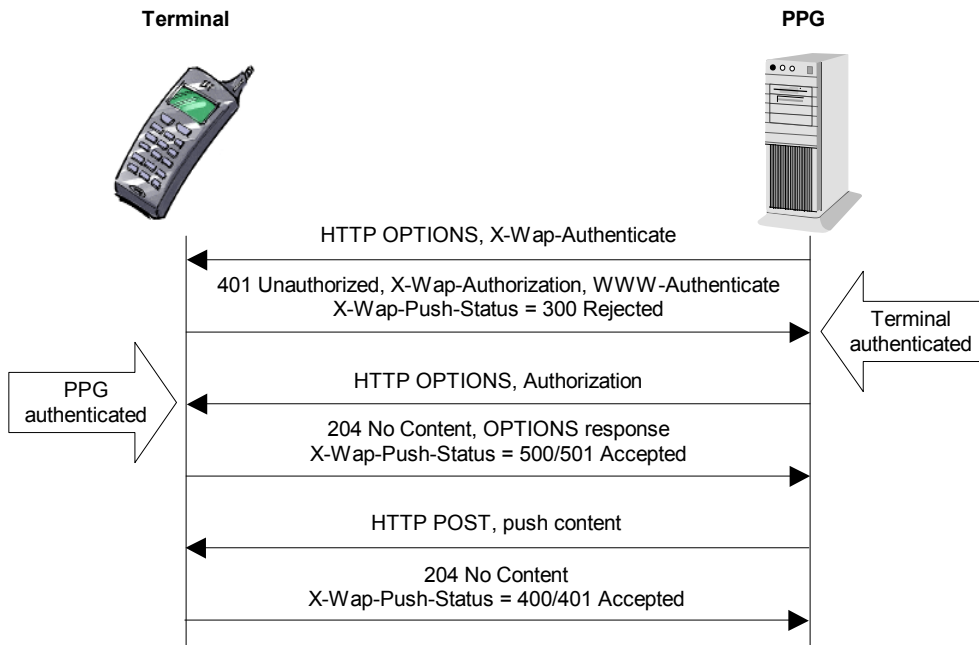 Terminal
PPG
HTTP OPTIONS, X-Wap-Authenticate
401 Unauthorized, X-Wap-Authorization, WWW-Authenticate
X-Wap-Push-Status = 300 Rejected
Terminal
authenticated
PPG
authenticated
HTTP OPTIONS, Authorization
204 No Content, OPTIONS response
X-Wap-Push-Status = 500/501 Accepted
HTTP POST, push content
204 No Content
X-Wap-Push-Status = 400/401 Accepted